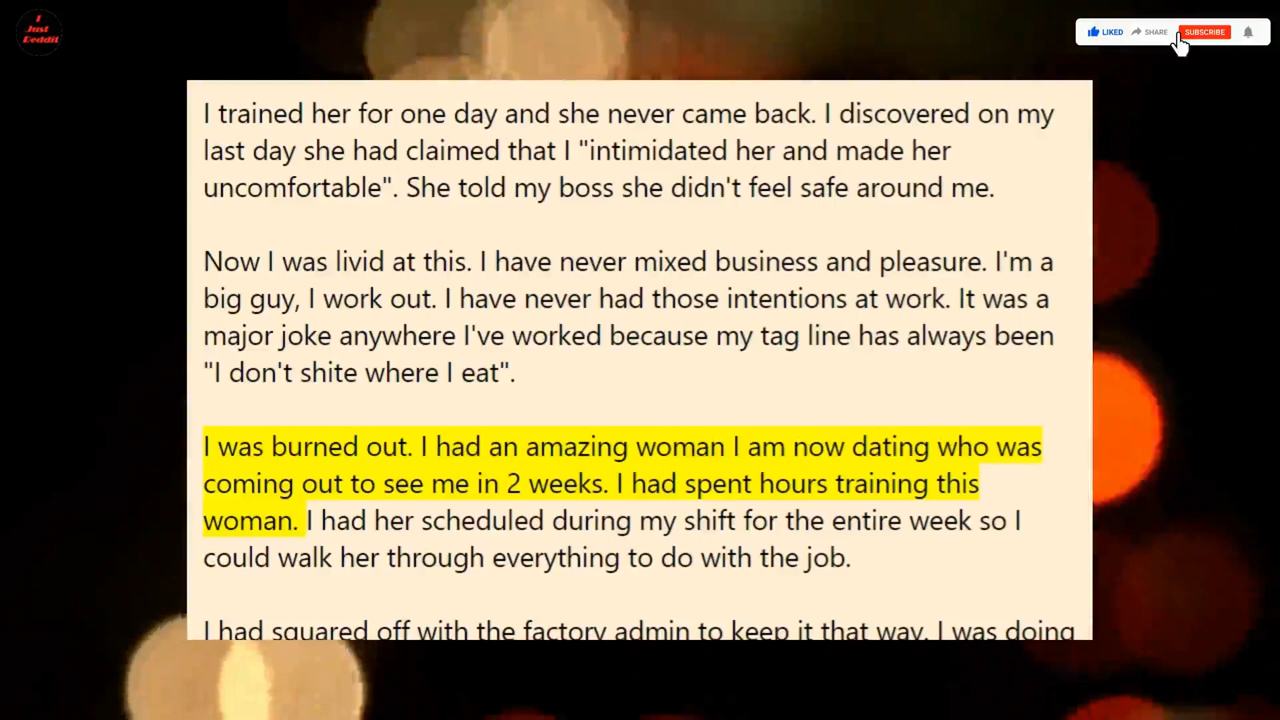 I
Just
Reddit
LIKED SHARE SUBSCRIBE
I trained her for one day and she never came back. I discovered on my
last day she had claimed that I "intimidated her and made her
uncomfortable". She told my boss she didn't feel safe around me.
Now I was livid at this. I have never mixed business and pleasure. I'm a
big guy, I work out. I have never had those intentions at work. It was a
major joke anywhere I've worked because my tag line has always been
"I don't shite where I eat".
I was burned out. I had an amazing woman I am now dating who was
coming out to see me in 2 weeks. I had spent hours training this
woman. I had her scheduled during my shift for the entire week so I
could walk her through everything to do with the job.
I had squared off with the factory admin to keep it that way. I was doing